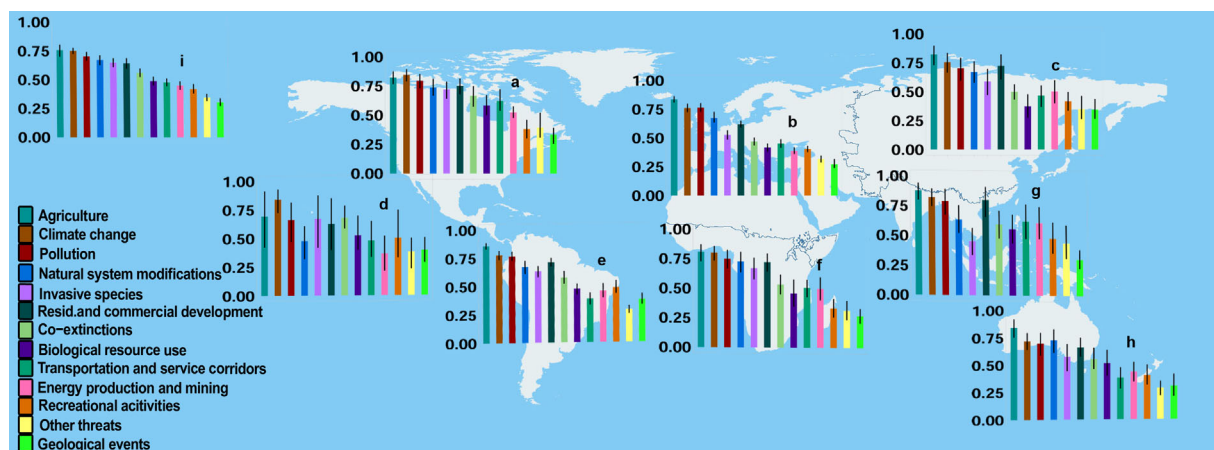 1.00
0.75
0.50
0.25
0.00
i
1.00
0.75
0.50
0.25
0.00
a
1.00
0.75
0.50
0.25
0.00
b
1.00
0.75
0.50
0.25
0.00
c
1.00
0.75
0.50
0.25
0.00
d
1.00
0.75
0.50
0.25
0.00
e
1.00
0.75
0.50
0.25
0.00
f
1.00
0.75
0.50
0.25
0.00
g
1.00
0.75
0.50
0.25
0.00
h
Agriculture
Climate change
Pollution
Natural system modifications
Invasive species
Resid.and commercial development
Co-extinctions
Biological resource use
Transportation and service corridors
Energy production and mining
Recreational acitivities
Other threats
Geological events